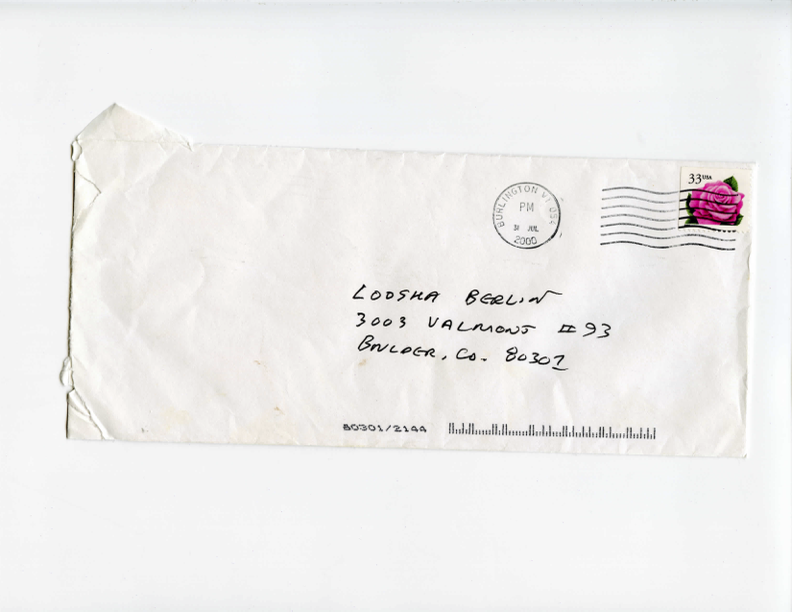 33 USA
BURLINGTON VT 054
PM
31 JUL
2000
LOOSHA BERLIN
3003 VALMONT # 93
BOULDER, CO. 80301
80301/2144